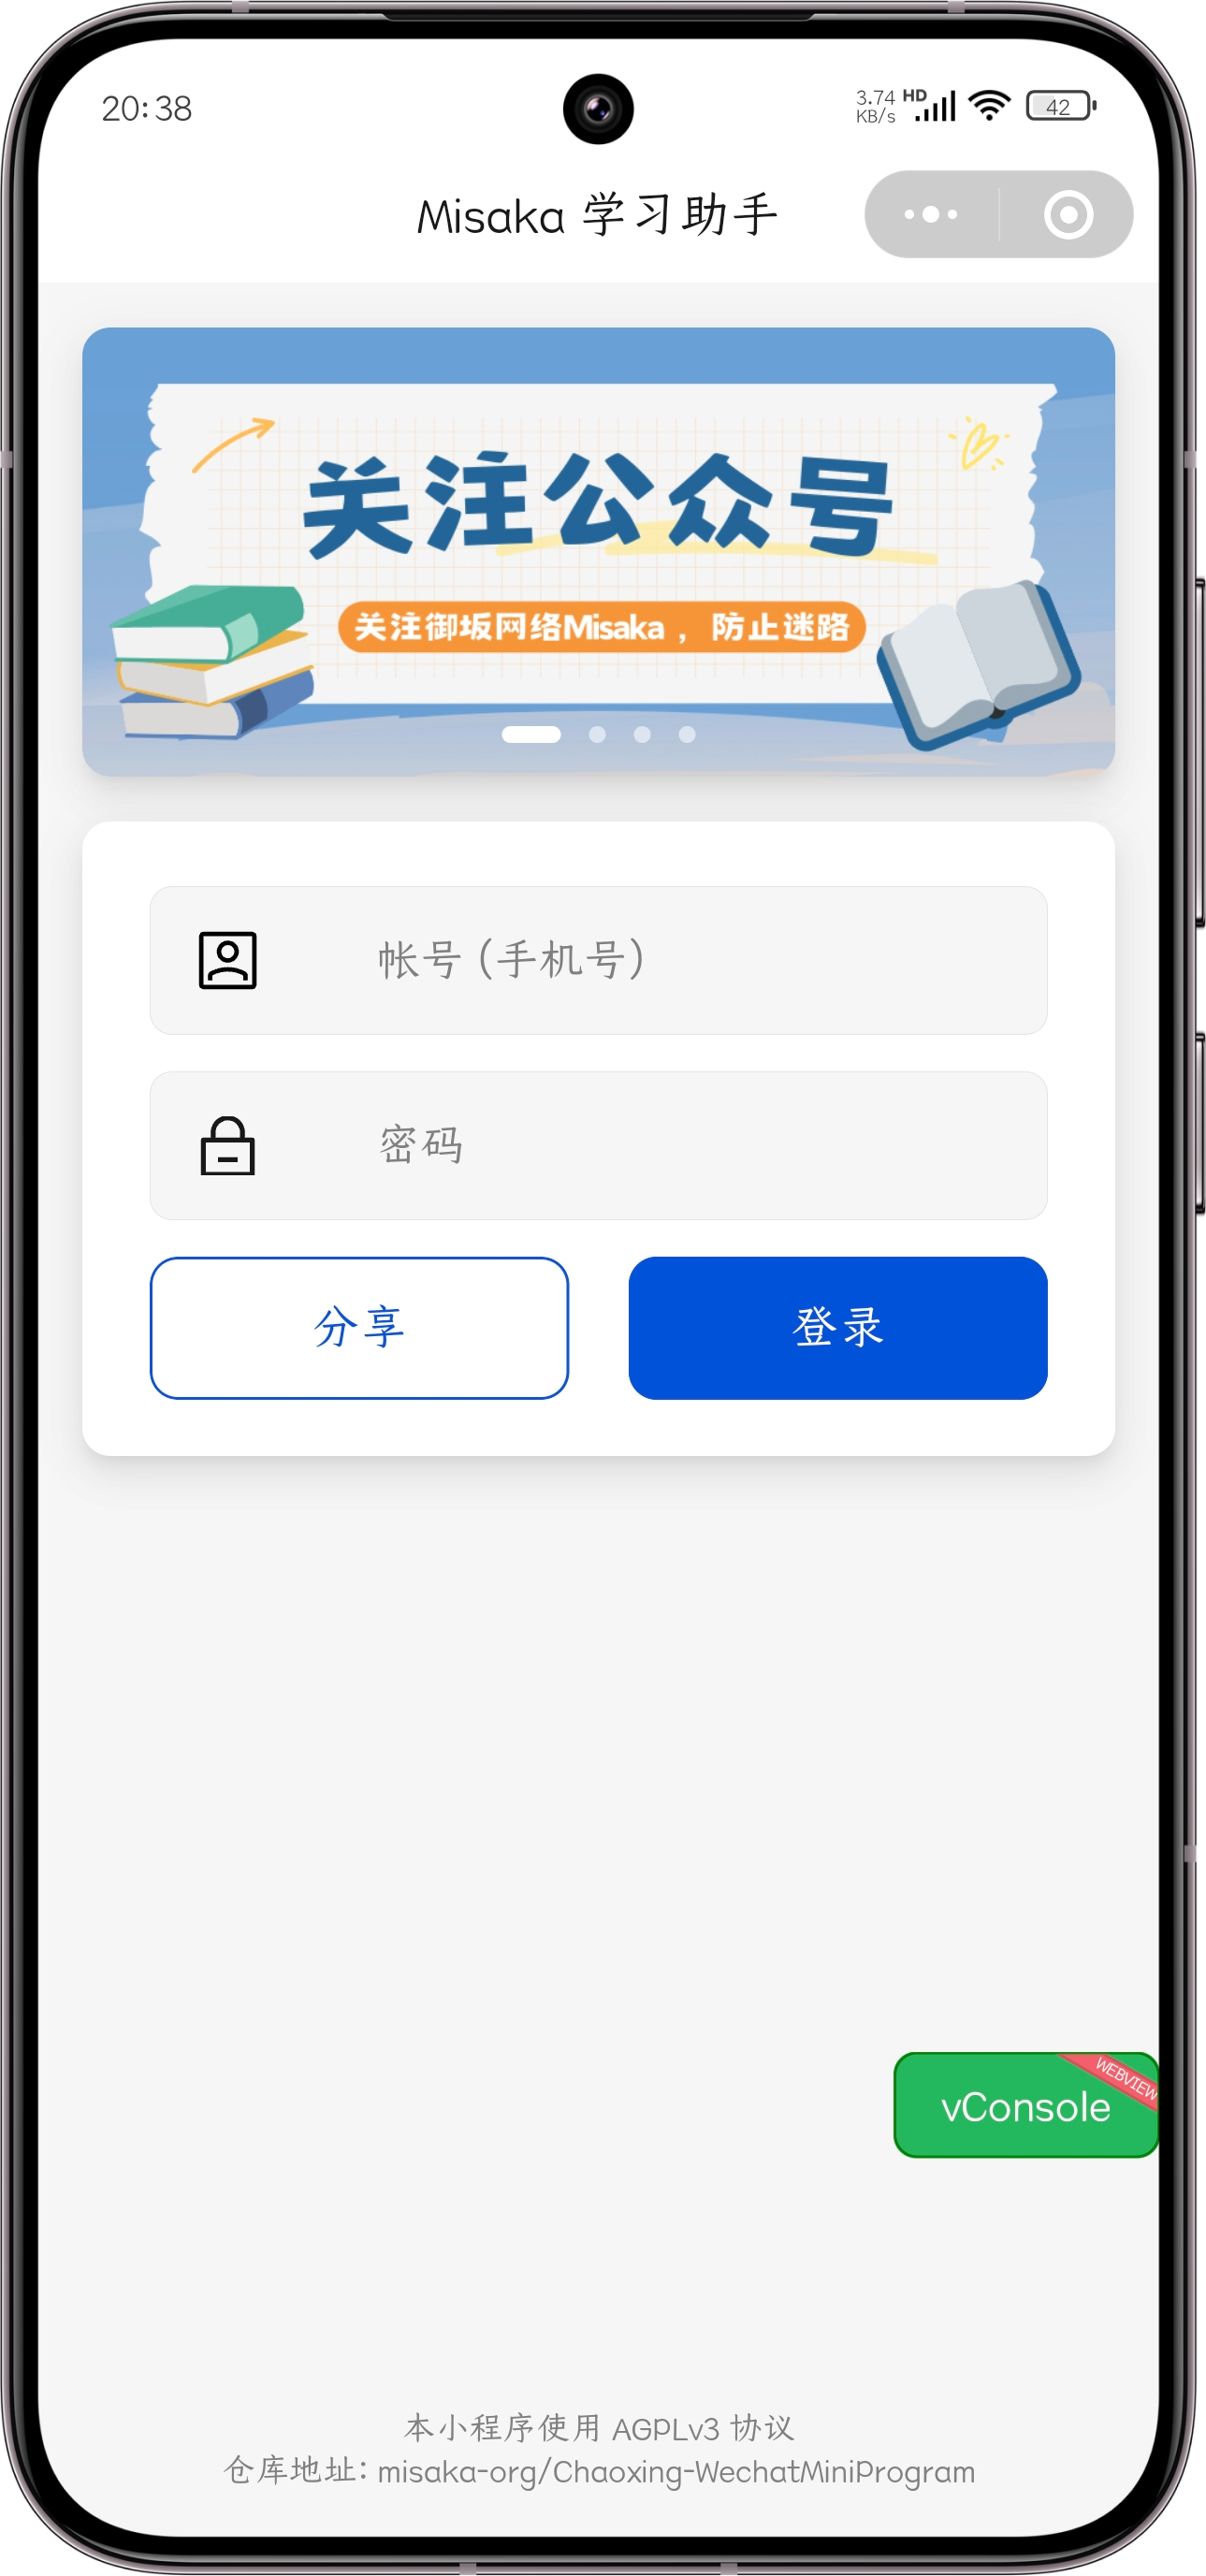 20:38
3.74 KB/s HD 42
Misaka 学习助手
关注公众号
关注御坂网络Misaka ，防止迷路
帐号 (手机号)
密码
分享
登录
WEBVIEW
vConsole
本小程序使用 AGPLv3 协议
仓库地址: misaka-org/Chaoxing-WechatMiniProgram